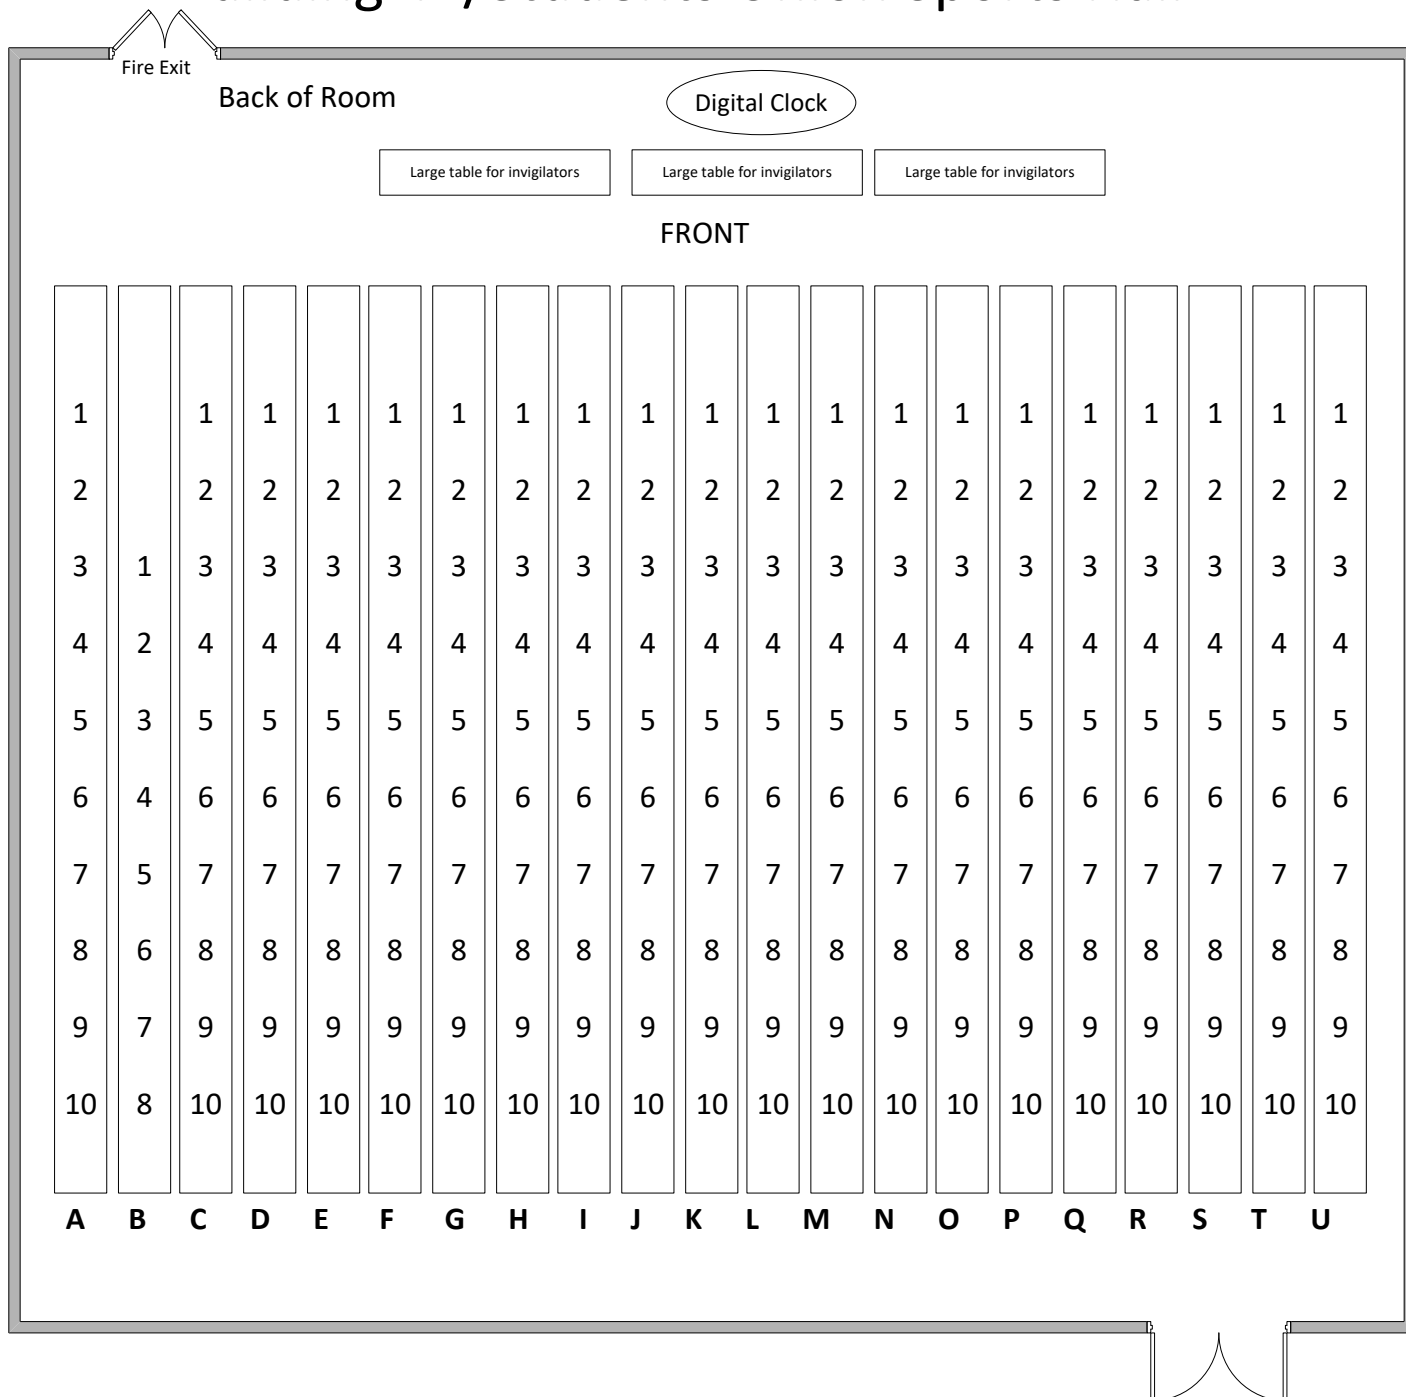 Fire Exit
Back of Room
Digital Clock
Large table for invigilators Large table for invigilators Large table for invigilators
FRONT
1 1 1 1 1 1 1 1 1 1 1 1 1 1 1 1 1 1 1 1
2 2 2 2 2 2 2 2 2 2 2 2 2 2 2 2 2 2 2 2
3 1 3 3 3 3 3 3 3 3 3 3 3 3 3 3 3 3 3 3 3
4 2 4 4 4 4 4 4 4 4 4 4 4 4 4 4 4 4 4 4 4
5 3 5 5 5 5 5 5 5 5 5 5 5 5 5 5 5 5 5 5 5
6 4 6 6 6 6 6 6 6 6 6 6 6 6 6 6 6 6 6 6 6
7 5 7 7 7 7 7 7 7 7 7 7 7 7 7 7 7 7 7 7 7
8 6 8 8 8 8 8 8 8 8 8 8 8 8 8 8 8 8 8 8 8
9 7 9 9 9 9 9 9 9 9 9 9 9 9 9 9 9 9 9 9 9
10 8 10 10 10 10 10 10 10 10 10 10 10 10 10 10 10 10 10 10 10
A B C D E F G H I J K L M N O P Q R S T U